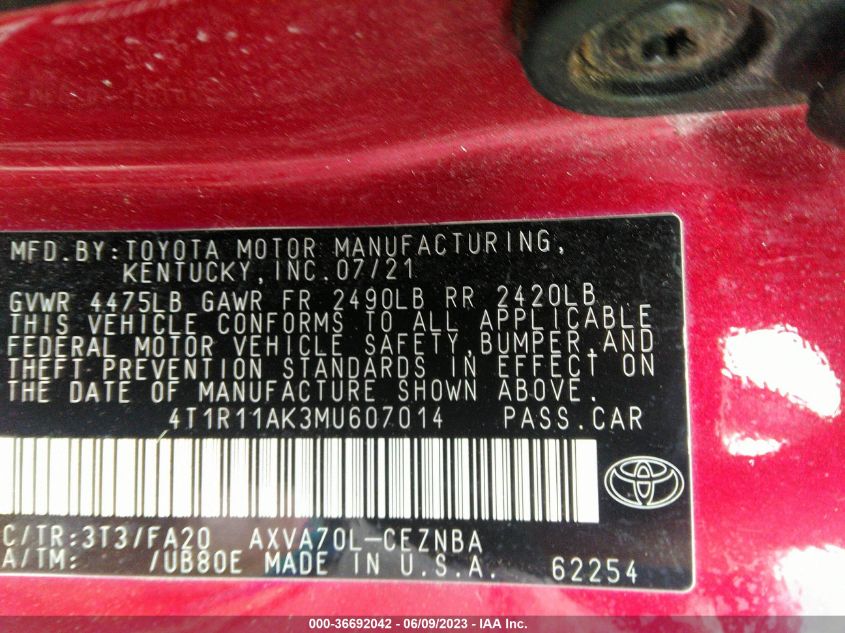 MFD.BY:TOYOTA MOTOR MANUFACTURING,
KENTUCKY,INC.07/21
GVWR 4475LB GAWR FR 2490LB RR 2420LB
THIS VEHICLE CONFORMS TO ALL APPLICABLE
FEDERAL MOTOR VEHICLE SAFETY,BUMPER,AND
THEFT PREVENTION STANDARDS IN EFFECT ON
THE DATE OF MANUFACTURE SHOWN ABOVE.
4T1R11AK3MU607014 PASS.CAR
C/TR:3T3/FA20 AXVA70L-CEZNBA
A/TM: /UB80E MADE IN U.S.A. 62254
000-36692042 - 06/09/2023 - IAA Inc.